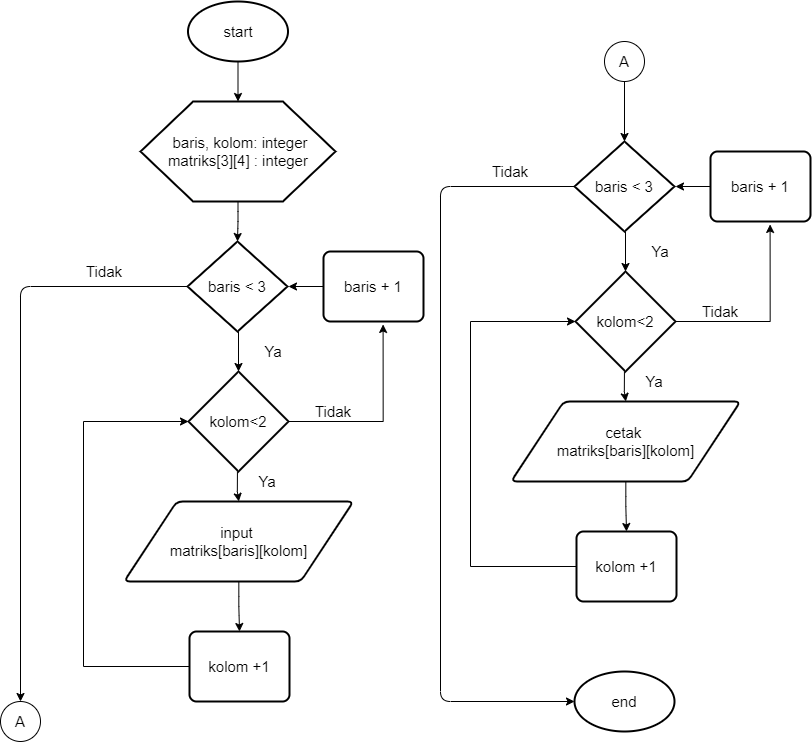 start
baris, kolom: integer
matriks[3][4] : integer
baris < 3
Tidak
baris + 1
Ya
kolom<2
Tidak
Ya
input
matriks[baris][kolom]
kolom +1
A
A
baris < 3
Tidak
baris + 1
Ya
kolom<2
Tidak
Ya
cetak
matriks[baris][kolom]
kolom +1
end